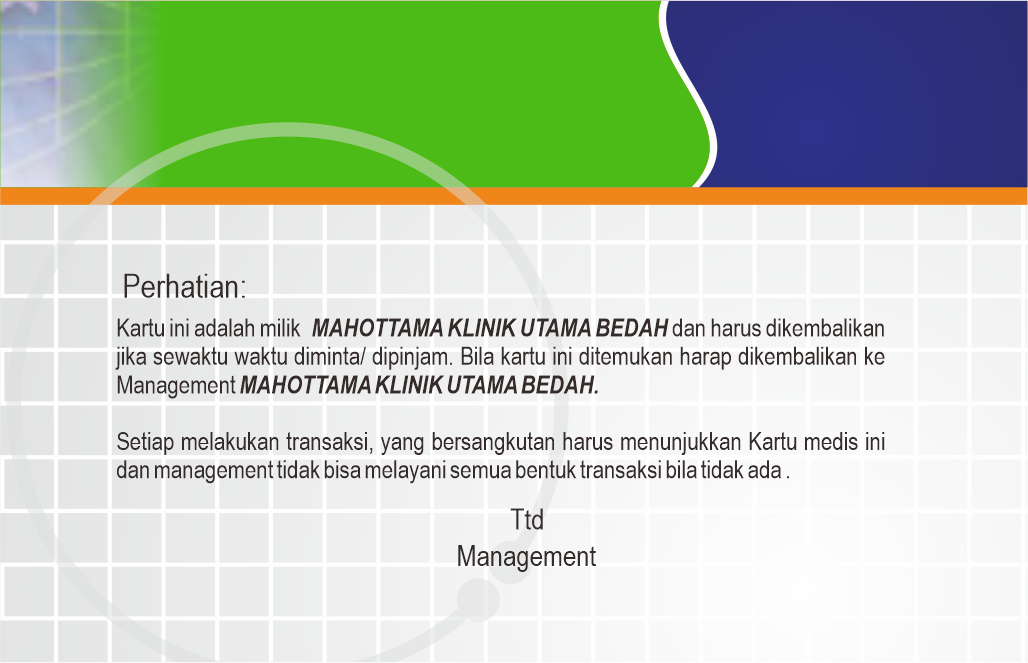 Perhatian:
Kartu ini adalah milik MAHOTTAMA KLINIK UTAMA BEDAH dan harus dikembalikan
jika sewaktu waktu diminta/ dipinjam. Bila kartu ini ditemukan harap dikembalikan ke
Management MAHOTTAMA KLINIK UTAMA BEDAH.
Setiap melakukan transaksi, yang bersangkutan harus menunjukkan Kartu medis ini
dan management tidak bisa melayani semua bentuk transaksi bila tidak ada .
Ttd
Management